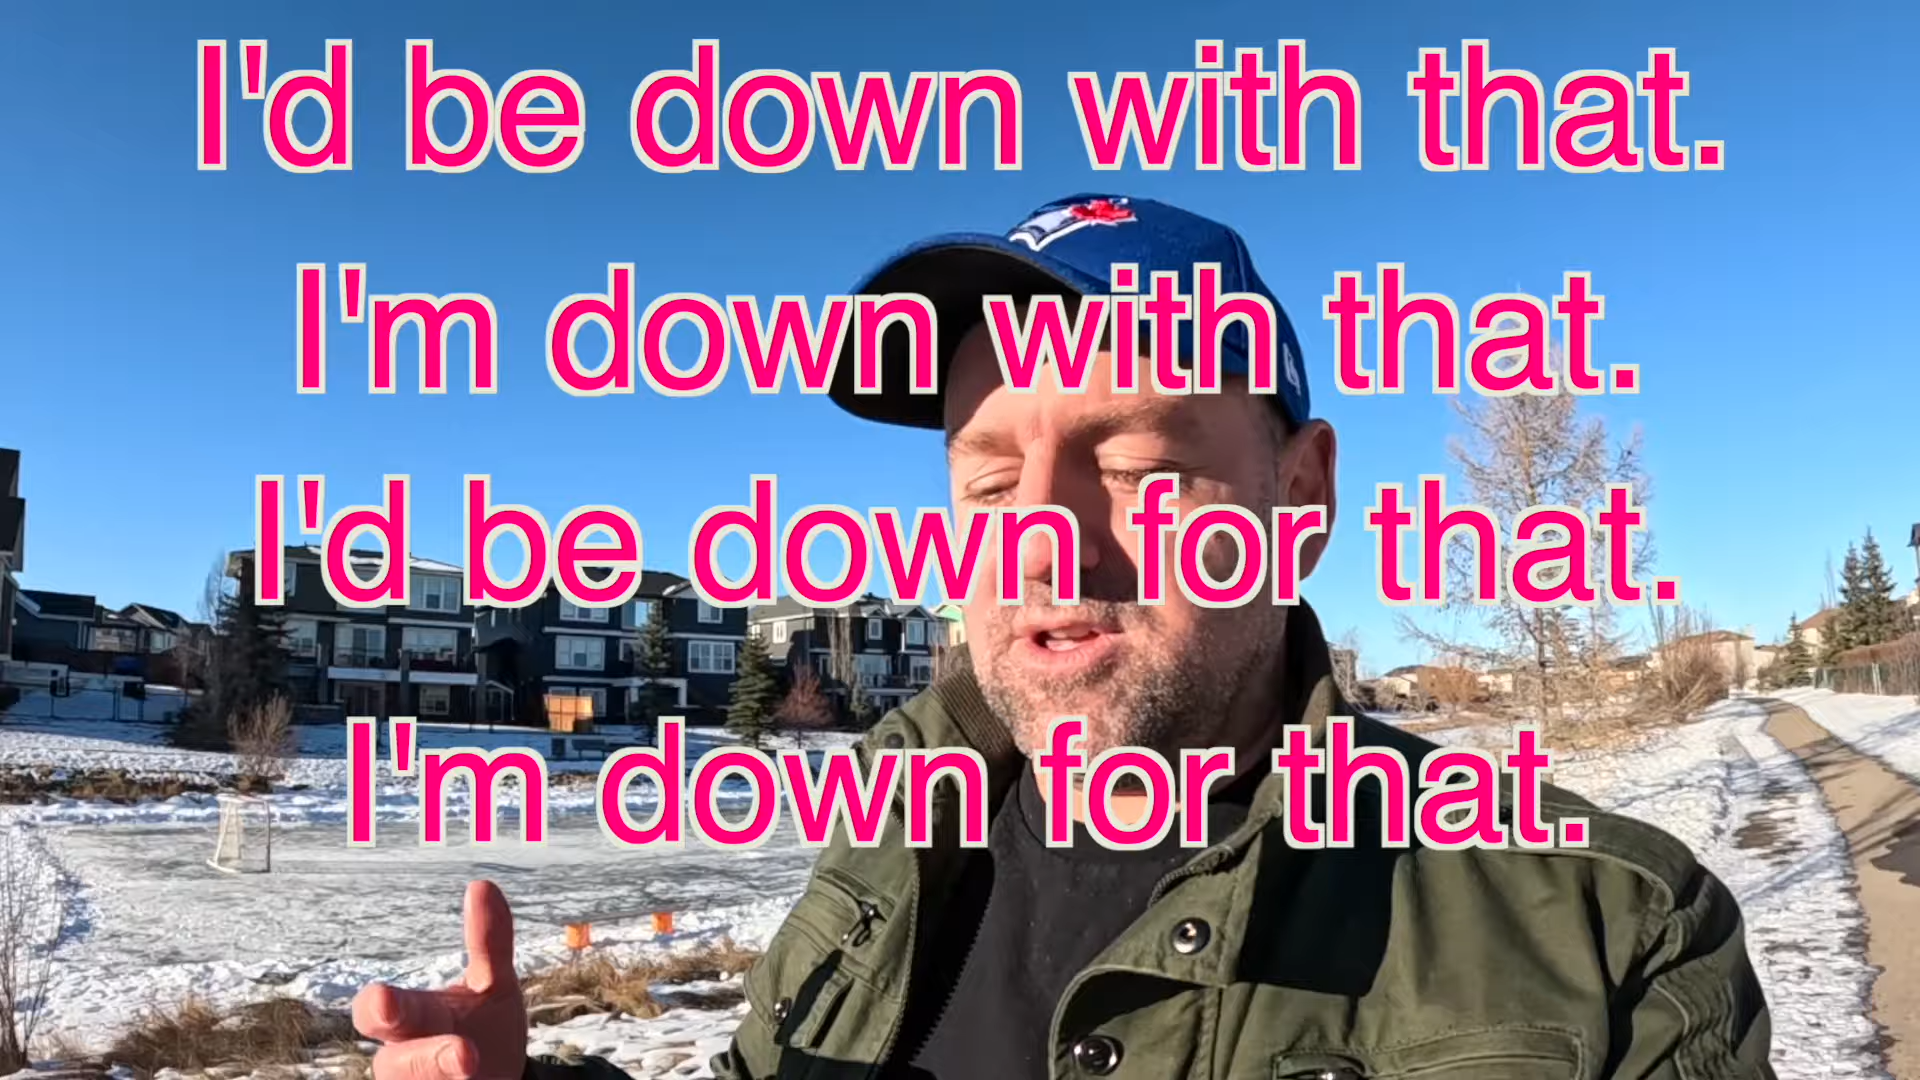 I'd be down with that.
I'm down with that.
I'd be down for that.
I'm down for that.